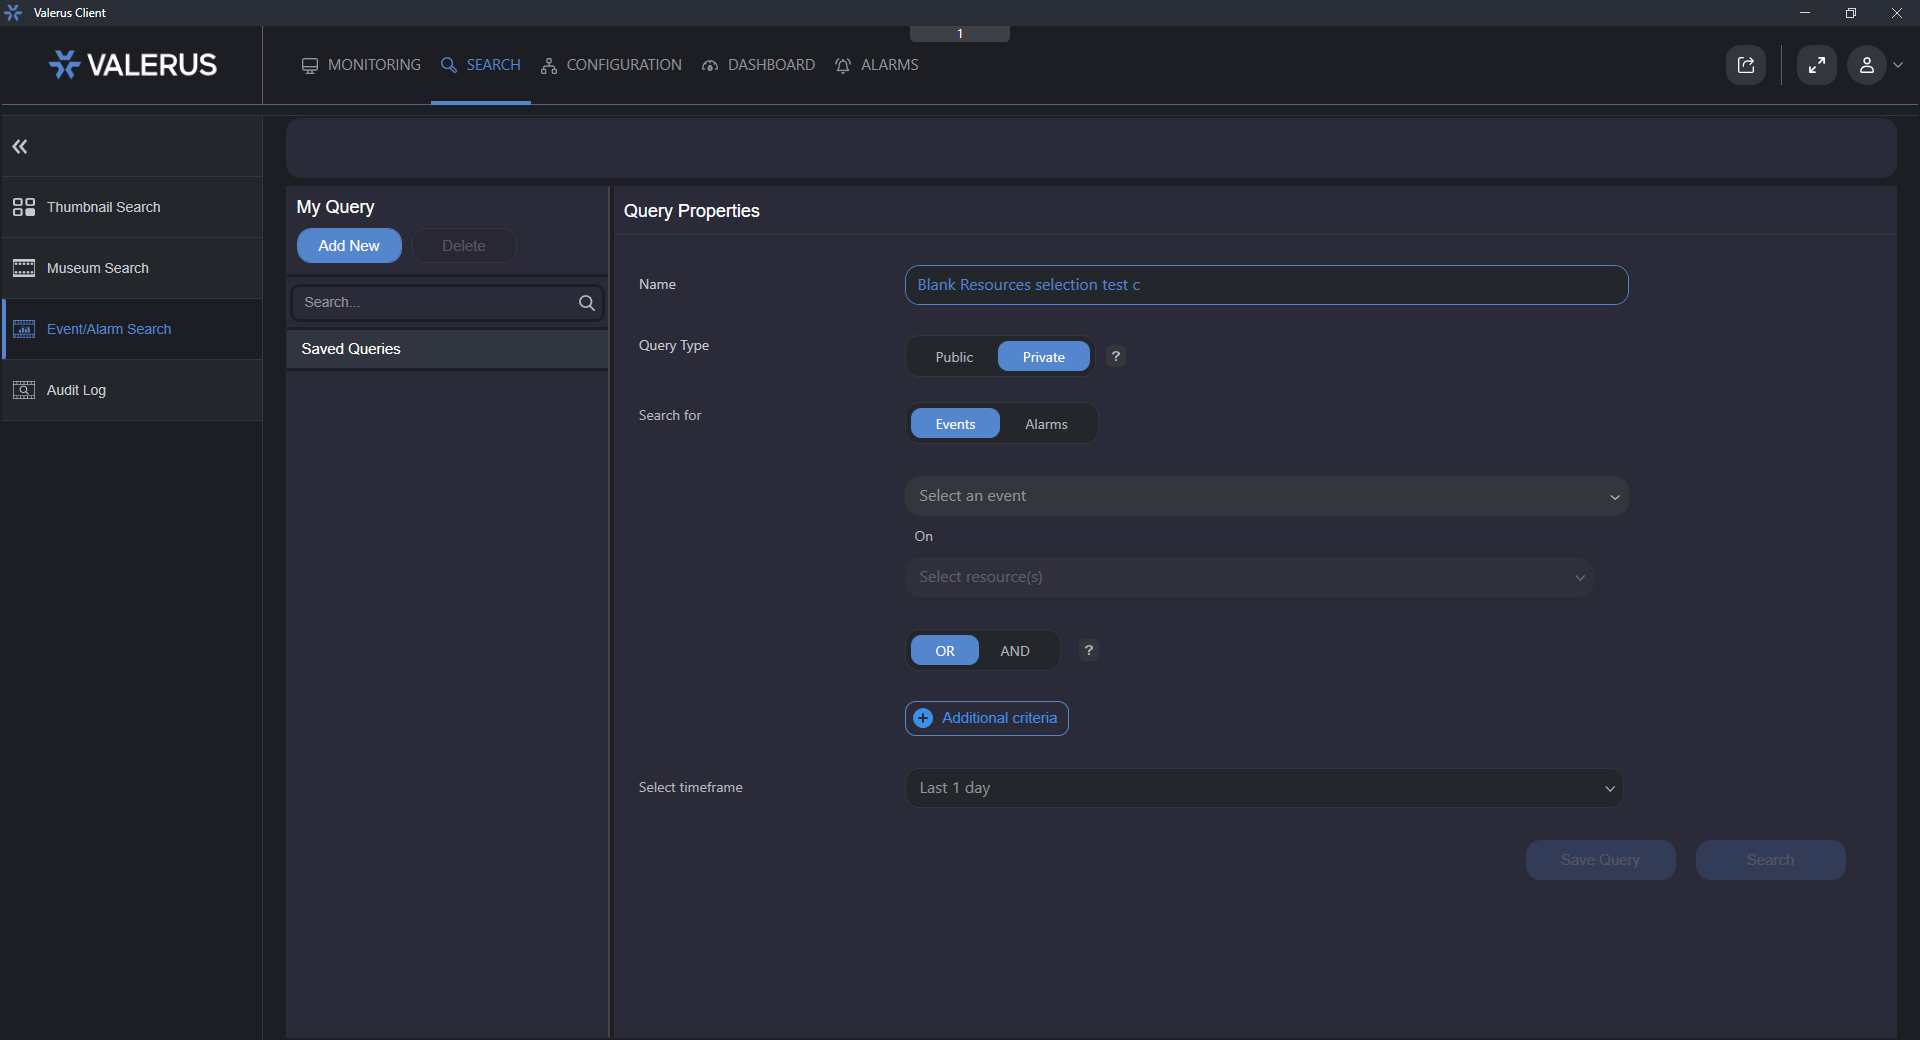 Valerus Client
1
VALERUS
MONITORING
SEARCH
CONFIGURATION
DASHBOARD
ALARMS
Thumbnail Search
Museum Search
Event/Alarm Search
Audit Log
My Query
Add New
Delete
Search...
Saved Queries
Query Properties
Name
Blank Resources selection test c
Query Type
Public
Private
?
Search for
Events
Alarms
Select an event
On
Select resource(s)
OR
AND
?
Additional criteria
Select timeframe
Last 1 day
Save Query
Search